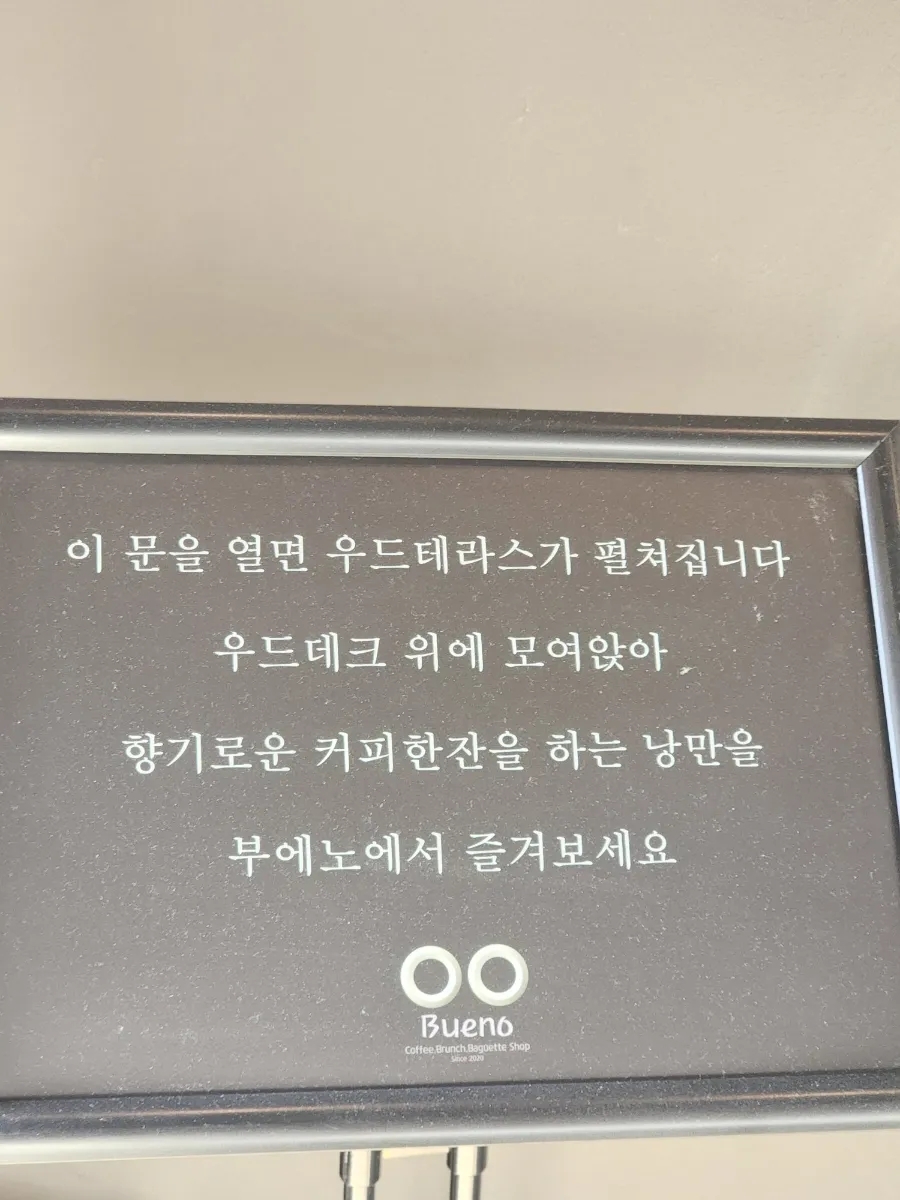 이 문을 열면 우드테라스가 펼쳐집니다
우드데크 위에 모여앉아
향기로운 커피한잔을 하는 낭만을
부에노에서 즐겨보세요
Bueno
Coffee.Brunch.Baguette Shop
Since 2020